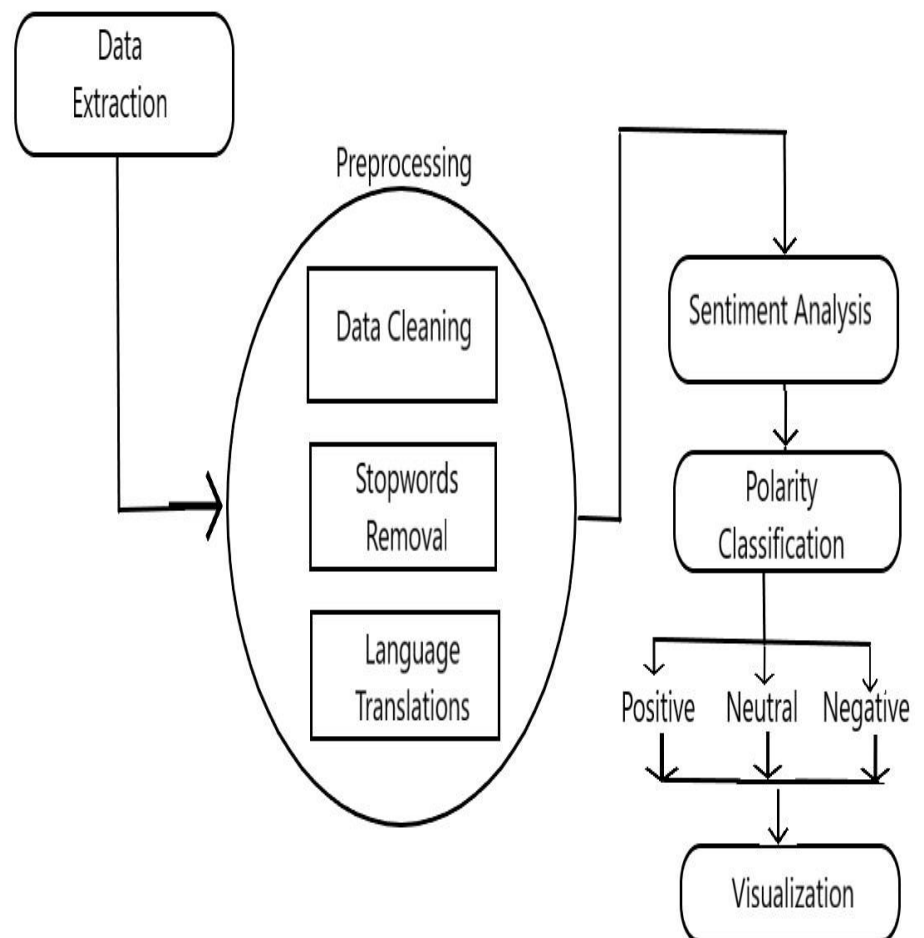 Data
Extraction
Preprocessing
Data Cleaning
Stopwords
Removal
Language
Translations
Sentiment Analysis
Polarity
Classification
Positive Neutral Negative
Visualization